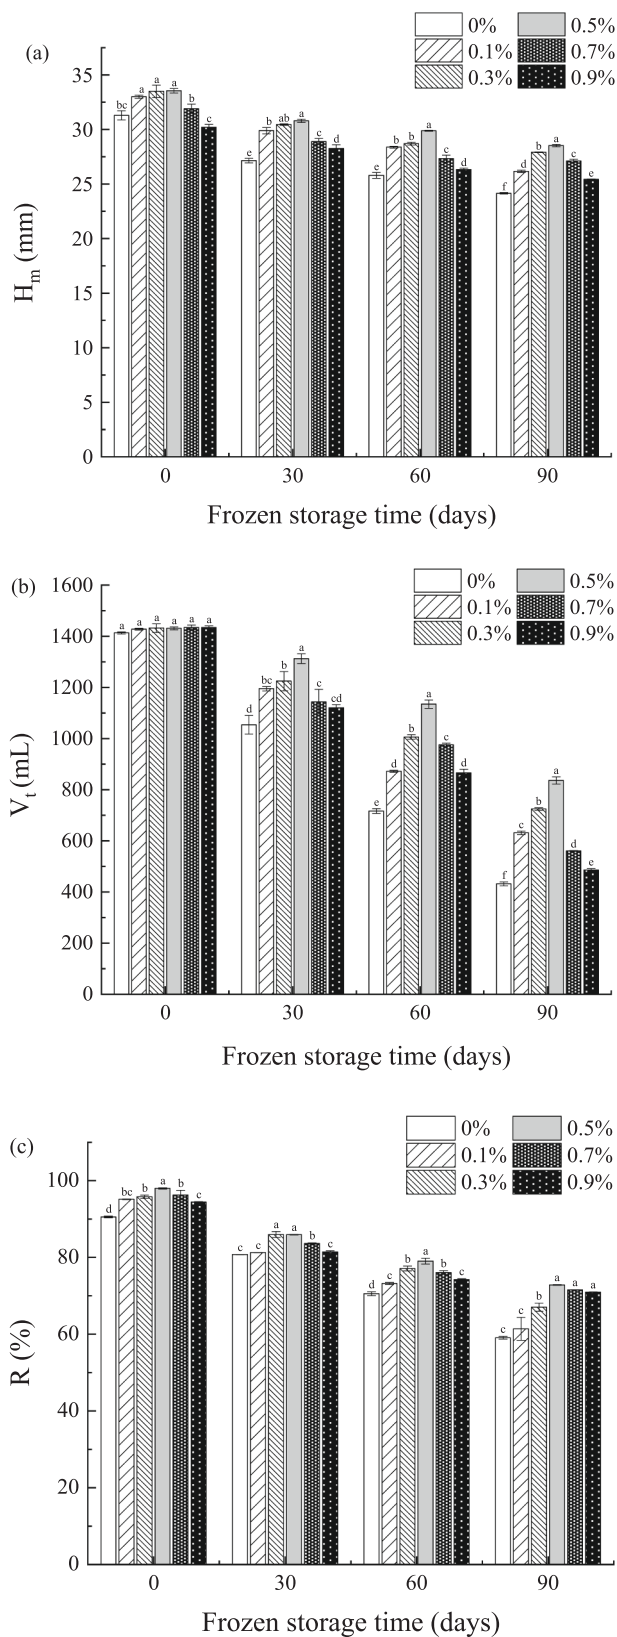 (a)
0% 0.5%
0.1% 0.7%
0.3% 0.9%
35
30
25
20
15
10
5
0
Hm (mm)
bc a a a b c
e b ab a c d
e b b a c d
f d b a c e
0 30 60 90
Frozen storage time (days)
(b)
0% 0.5%
0.1% 0.7%
0.3% 0.9%
1600
1400
1200
1000
800
600
400
200
0
Vt (mL)
a a a a a a
d bc b a c cd
e d b a c d
f c b a d e
0 30 60 90
Frozen storage time (days)
(c)
0% 0.5%
0.1% 0.7%
0.3% 0.9%
100
80
60
40
20
0
R (%)
d bc b a b c
c c a a b c
d c b a b c
c c b a a a
0 30 60 90
Frozen storage time (days)